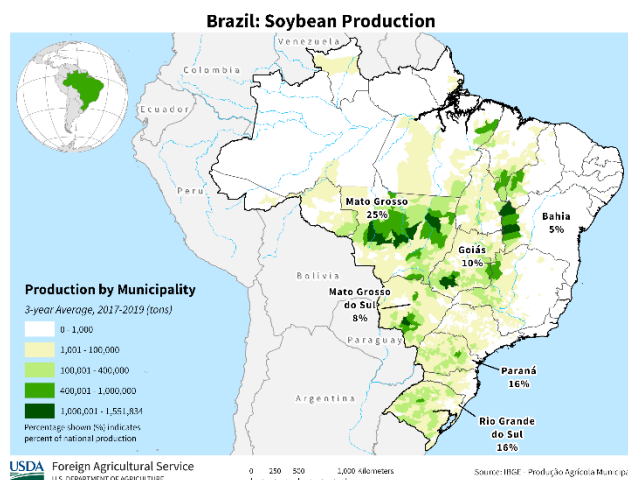 Brazil: Soybean Production
Venezuela
Colombia
Ecuador
Peru
Mato Grosso
25%
Bahia
5%
Goiás
10%
Bolivia
Mato Grosso
do Sul
8%
Paraguay
Paraná
16%
Argentina
Rio Grande
do Sul
16%
Production by Municipality
3-year Average, 2017-2019 (tons)
0 - 1,000
1,001 - 100,000
100,001 - 400,000
400,001 - 1,000,000
1,000,001 - 1,551,834
Percentage shown (%) indicates
percent of national production
USDA Foreign Agricultural Service
U.S. DEPARTMENT OF AGRICULTURE
0 250 500 1,000 Kilometers
Source: IBGE - Produção Agrícola Municipa